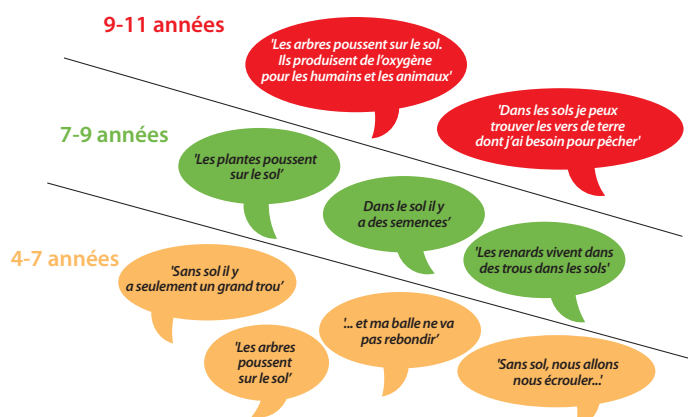 9-11 années
'Les arbres poussent sur le sol.
Ils produisent de l'oxygène
pour les humains et les animaux'
'Dans les sols je peux
trouver les vers de terre
dont j'ai besoin pour pêcher'
7-9 années
'Les plantes poussent
sur le sol’
Dans le sol il y
a des semences’
'Les renards vivent dans
des trous dans les sols'
4-7 années
'Sans sol il y
a seulement un grand trou’
'... et ma balle ne va
pas rebondir’
'Les arbres
poussent
sur le sol’
'Sans sol, nous allons
nous écrouler...'